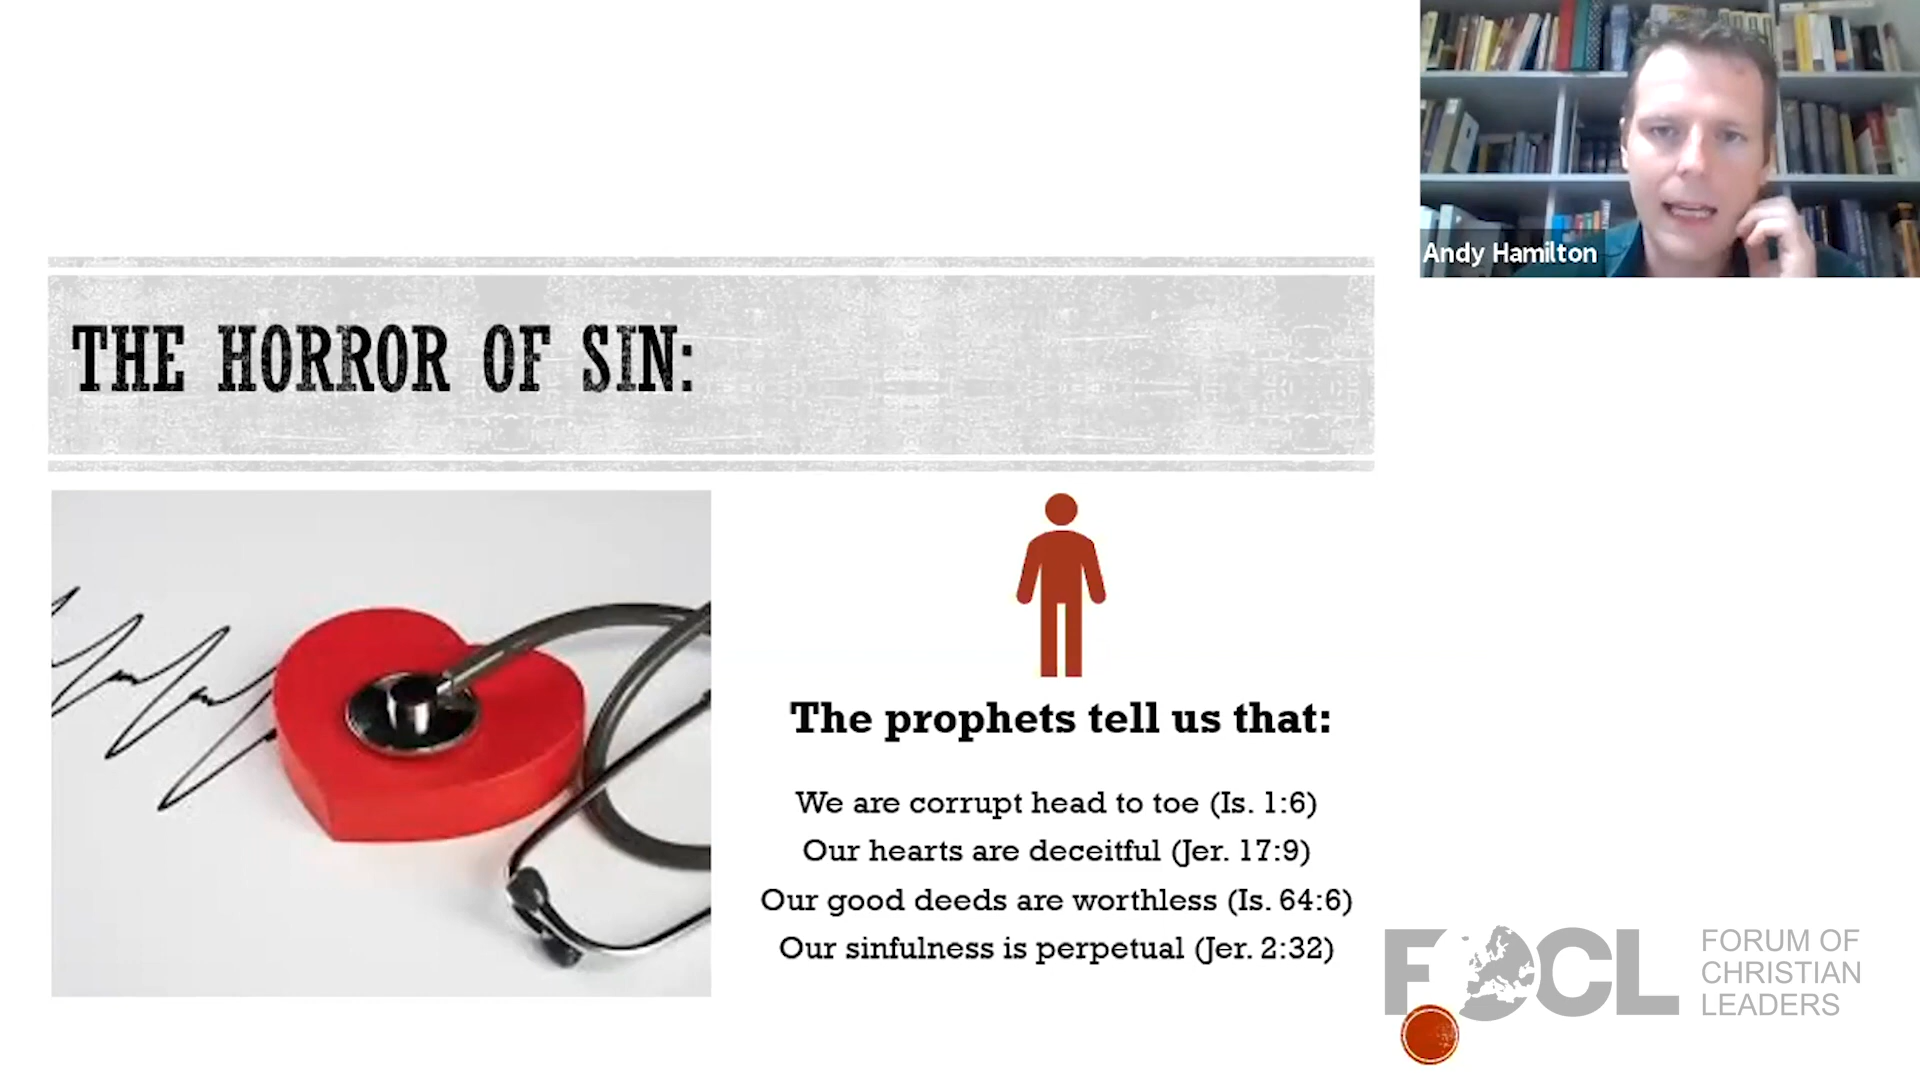 Andy Hamilton
THE HORROR OF SIN:
The prophets tell us that:
We are corrupt head to toe (Is. 1:6)
Our hearts are deceitful (Jer. 17:9)
Our good deeds are worthless (Is. 64:6)
Our sinfulness is perpetual (Jer. 2:32)
FOCL
FORUM OF
CHRISTIAN
LEADERS